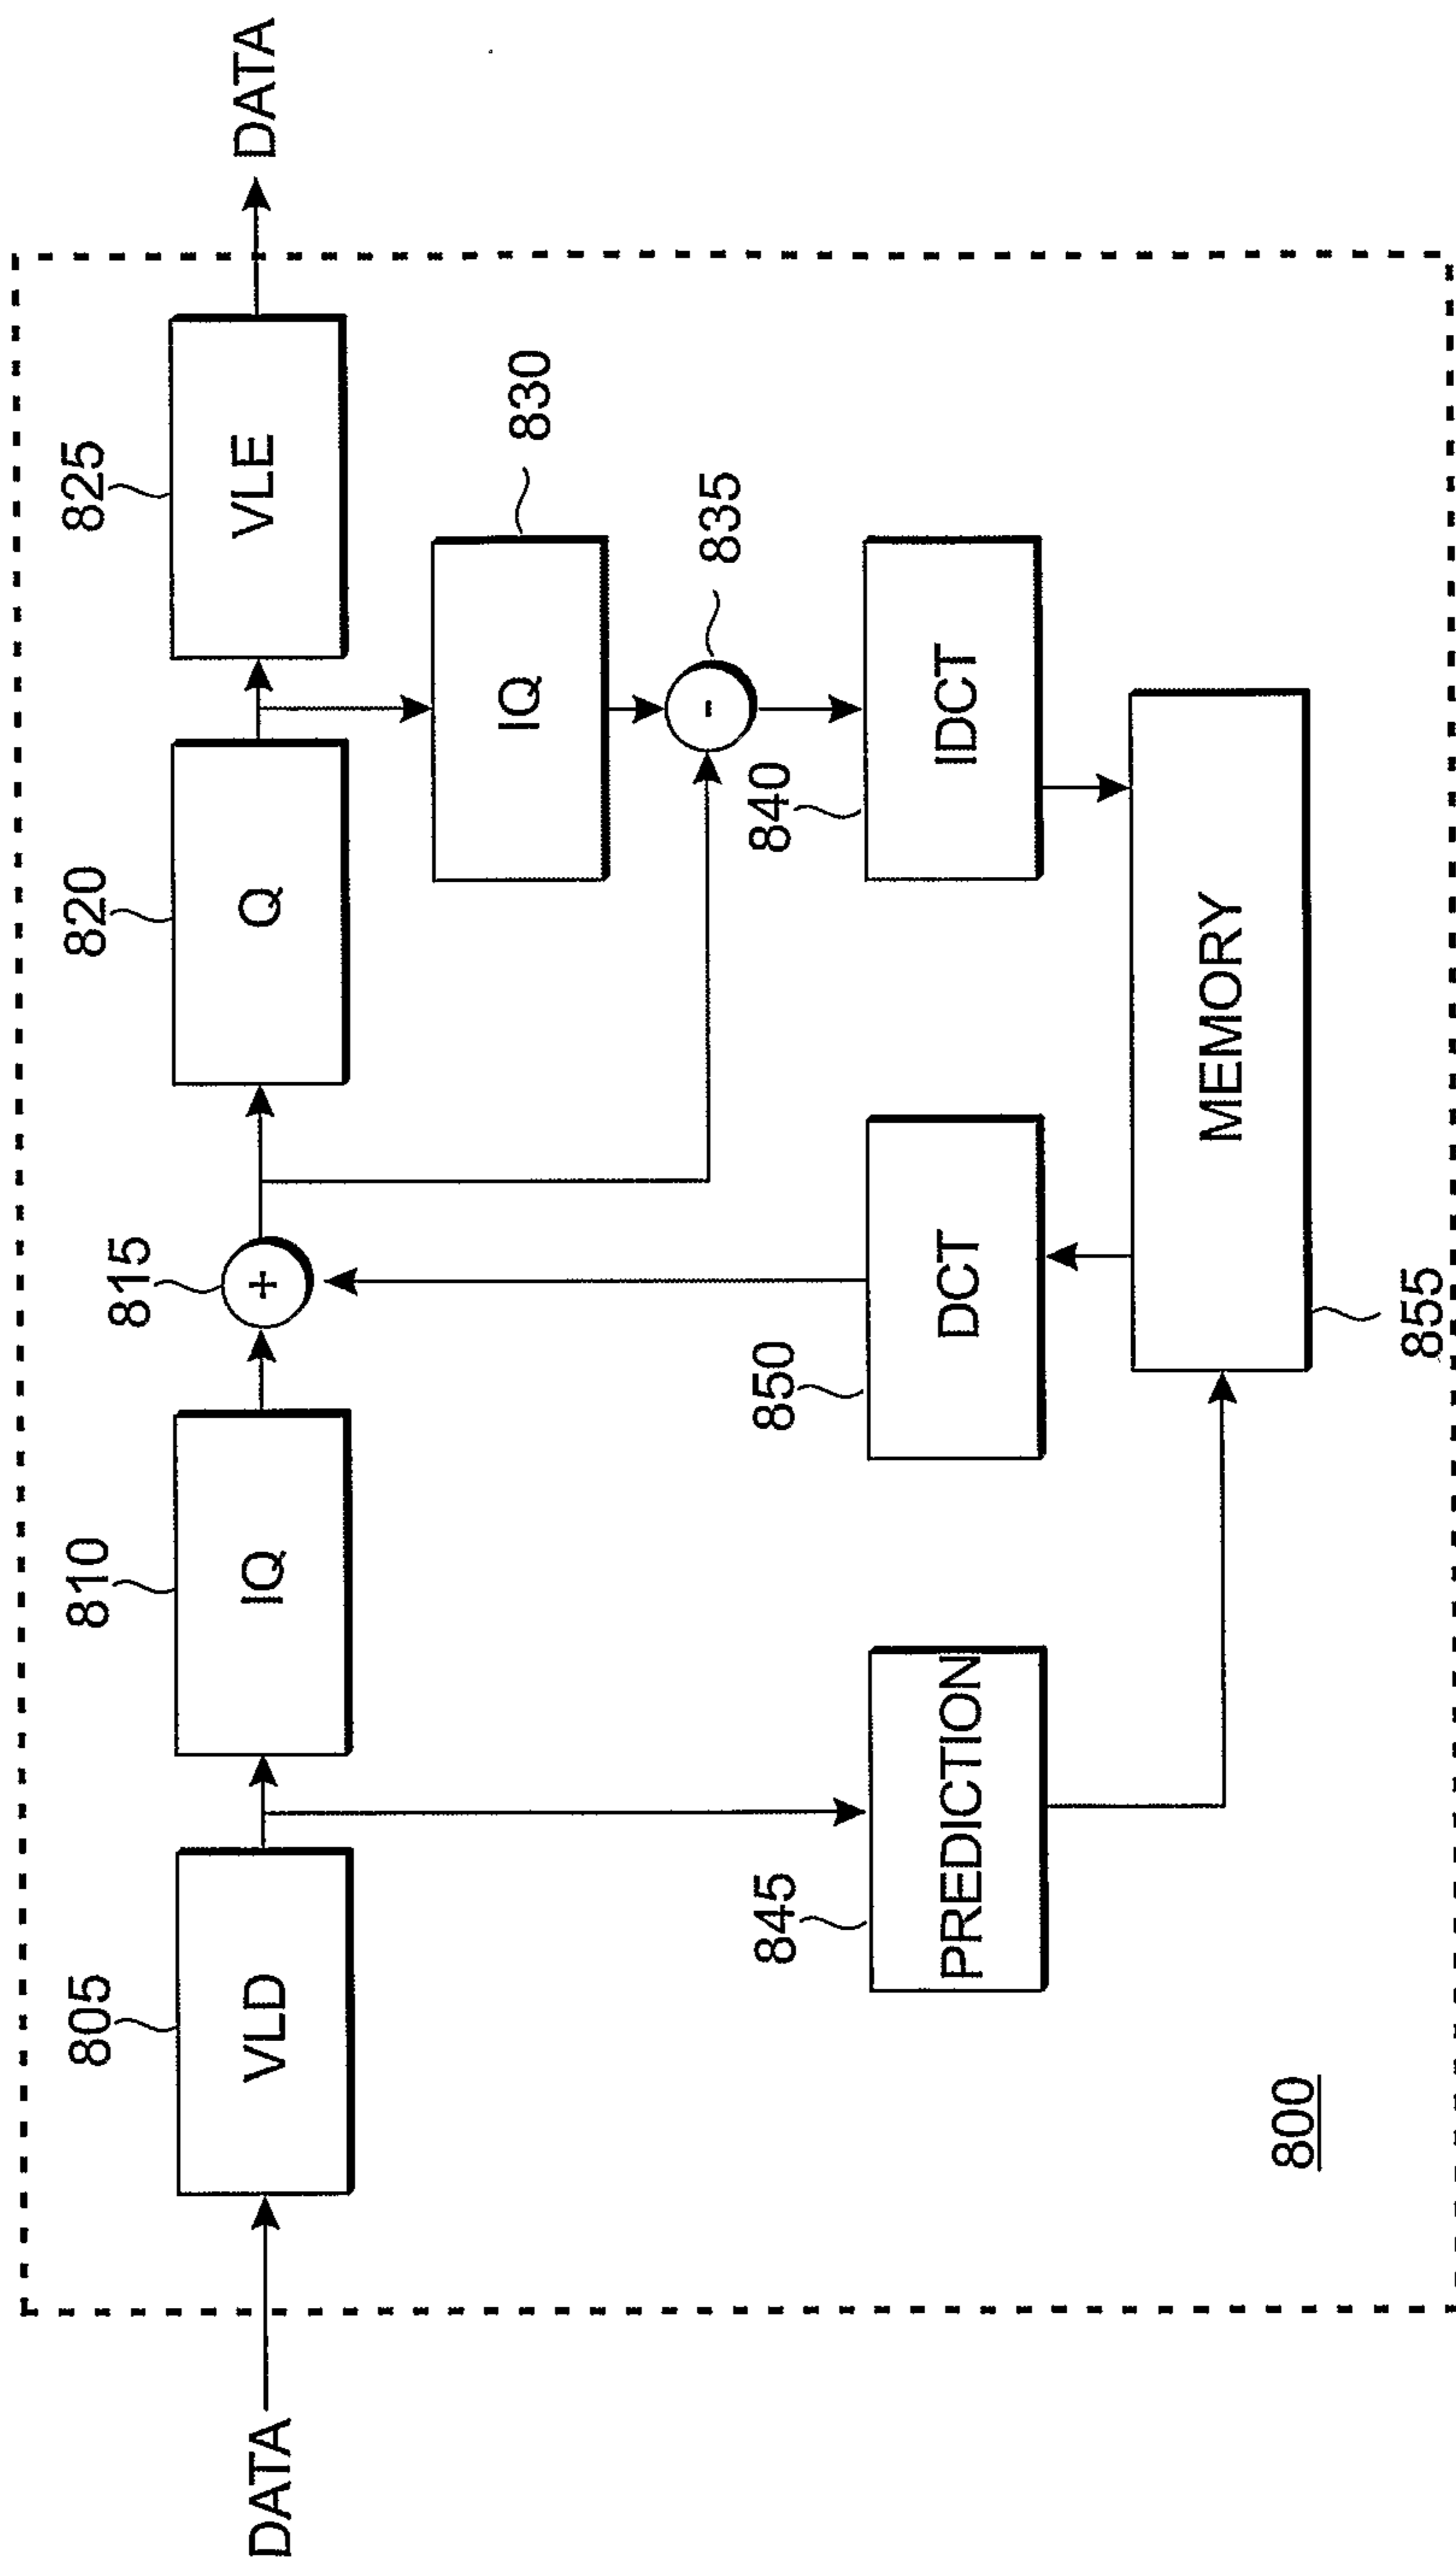 DATA
805
VLD
810
IQ
815
+
820
Q
825
VLE
DATA
830
IQ
835
-
840
IDCT
845
PREDICTION
850
DCT
MEMORY
855
800